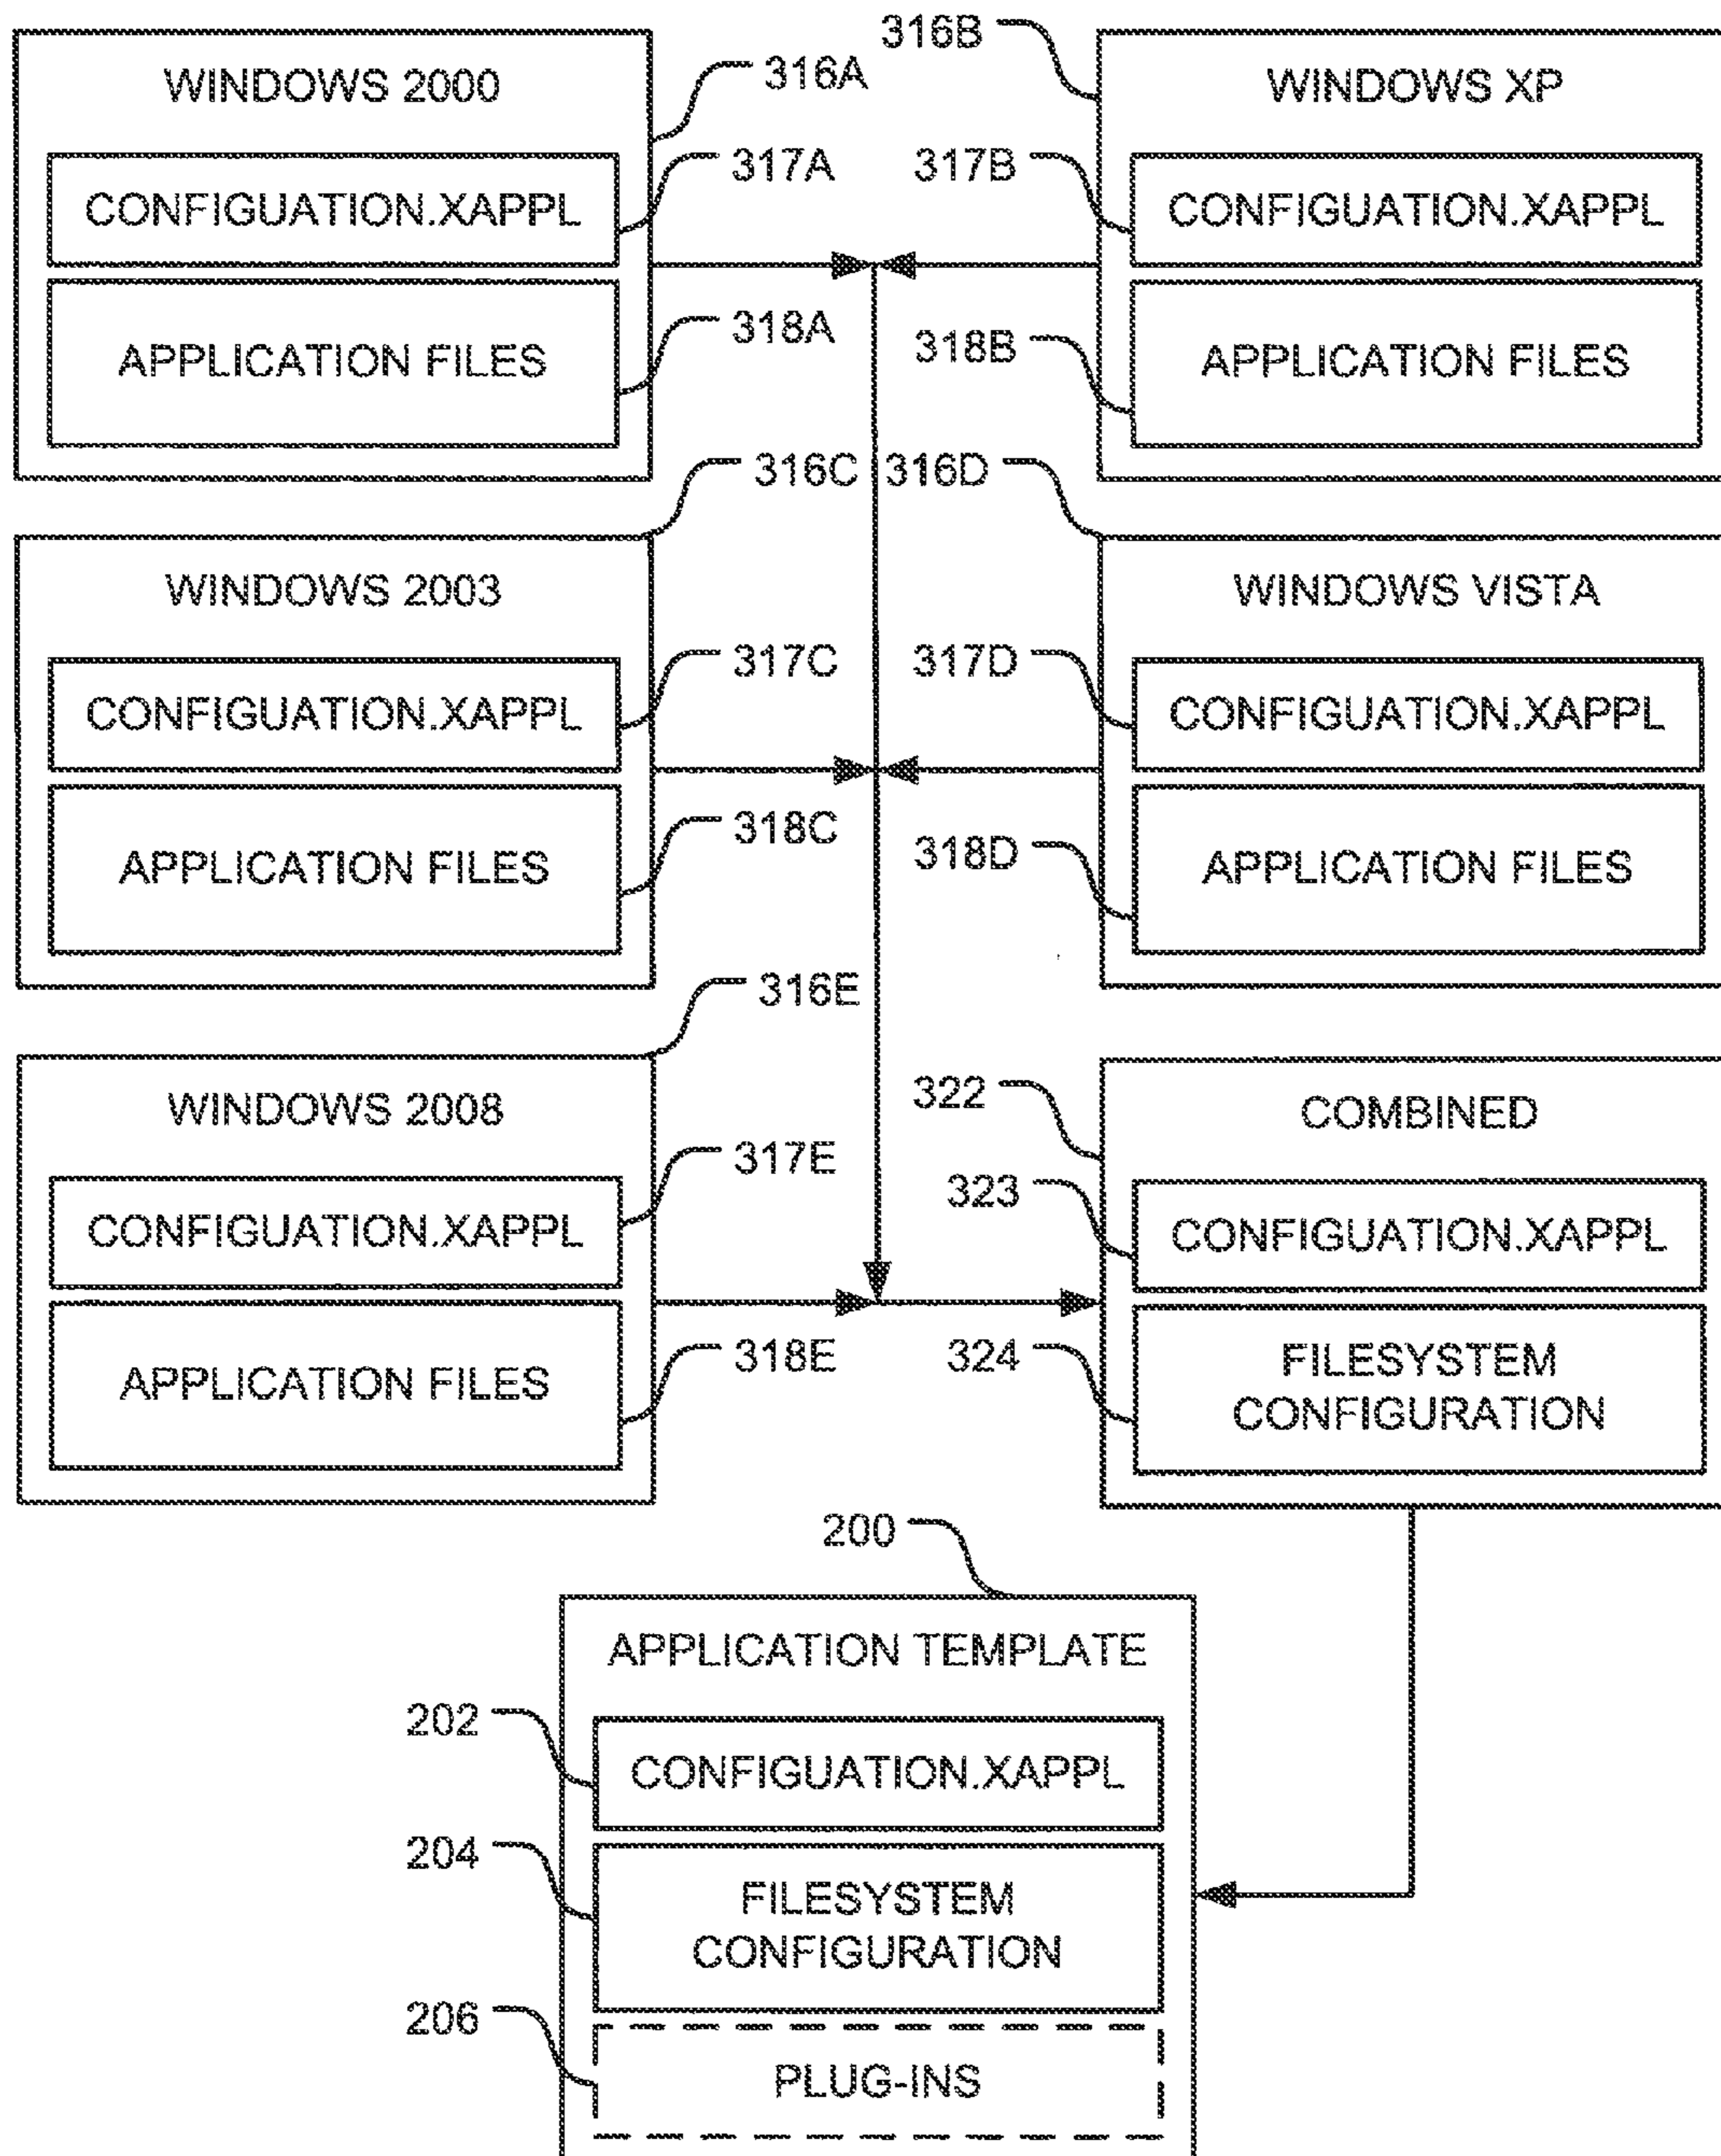 316B
WINDOWS 2000
316A
WINDOWS XP
CONFIGUATION.XAPPL
317A
317B
CONFIGUATION.XAPPL
APPLICATION FILES
318A
318B
APPLICATION FILES
316C
316D
WINDOWS 2003
WINDOWS VISTA
CONFIGUATION.XAPPL
317C
317D
CONFIGUATION.XAPPL
APPLICATION FILES
318C
318D
APPLICATION FILES
316E
WINDOWS 2008
322
COMBINED
CONFIGUATION.XAPPL
317E
323
CONFIGUATION.XAPPL
APPLICATION FILES
318E
324
FILESYSTEM
CONFIGURATION
200
APPLICATION TEMPLATE
202
CONFIGUATION.XAPPL
204
FILESYSTEM
CONFIGURATION
206
PLUG-INS